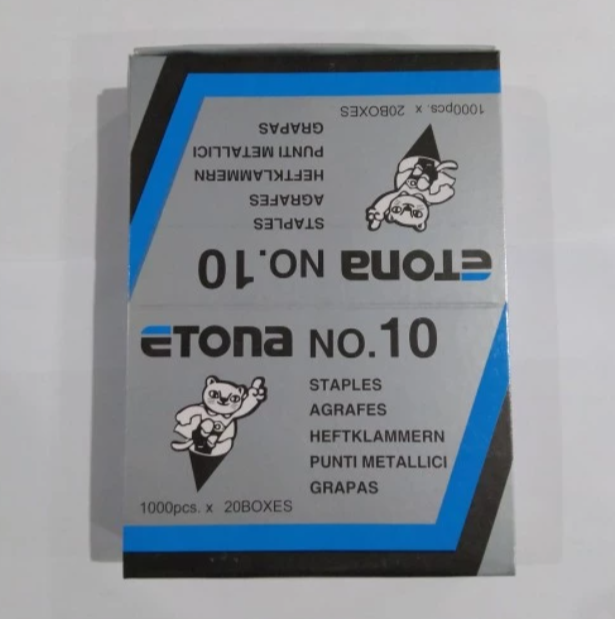 1000pcs. x 20BOXES
GRAPAS
PUNTI METALLICI
HEFTKLAMMERN
AGRAFES
STAPLES
ETONA NO.10
ETONA NO.10
STAPLES
AGRAFES
HEFTKLAMMERN
PUNTI METALLICI
GRAPAS
1000pcs. x 20BOXES